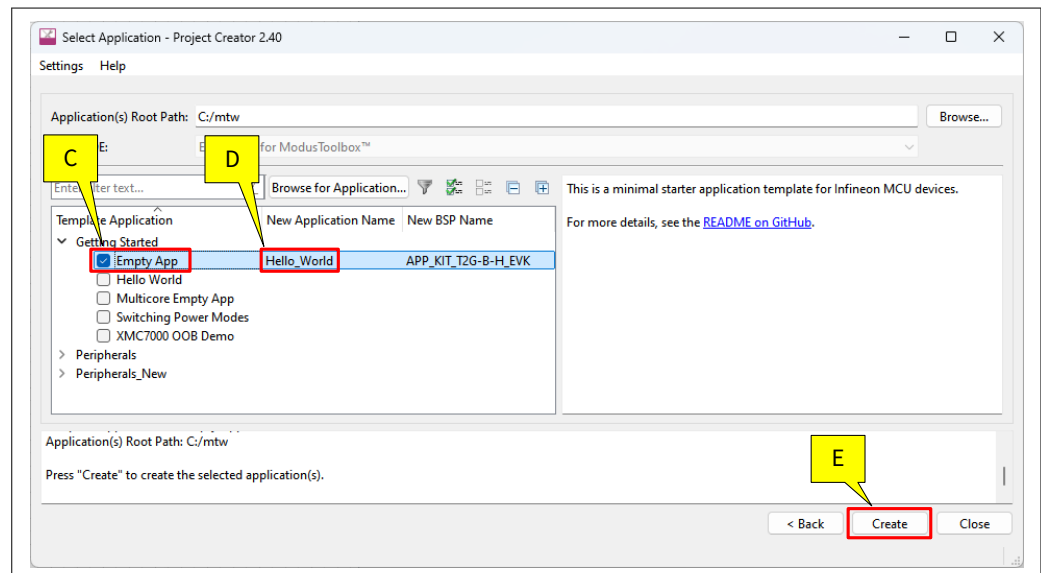 Select Application - Project Creator 2.40
Settings Help
Application(s) Root Path: C:/mtw Browse...
E: for ModusToolbox™
C
D
Browse for Application...
Template Application New Application Name New BSP Name
Getting Started
Empty App Hello_World APP_KIT_T2G-B-H_EVK
Hello World
Multicore Empty App
Switching Power Modes
XMC7000 OOB Demo
Peripherals
Peripherals_New
This is a minimal starter application template for Infineon MCU devices.
For more details, see the README on GitHub.
Application(s) Root Path: C:/mtw
Press "Create" to create the selected application(s).
E
< Back Create Close